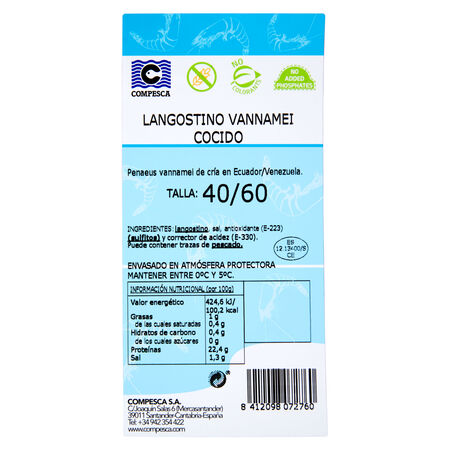 COMPESCA
NO COLORANTS
NO ADDED PHOSPHATES
LANGOSTINO VANNAMEI
COCIDO
Penaeus vannamei de cría en Ecuador/Venezuela.
TALLA: 40/60
INGREDIENTES: langostino, sal, antioxidante (E-223)
(sulfitos) y corrector de acidez (E-330).
Puede contener trazas de pescado.
ES
12.13400/S
CE
ENVASADO EN ATMÓSFERA PROTECTORA
MANTENER ENTRE 0ºC Y 5ºC.
INFORMACIÓN NUTRICIONAL (por 100g)
Valor energético 424,6 kJ/
100,2 kcal
Grasas 1 g
de las cuales saturadas 0,4 g
Hidratos de carbono 0,4 g
de los cuales azúcares 0 g
Proteínas 22,4 g
Sal 1,3 g
COMPESCA S.A.
C/Joaquin Salas 6 (Mercasantander)
39011 Santander-Cantabria-España
Tel: +34 942 354 422
www.compesca.com
8 412098 072760